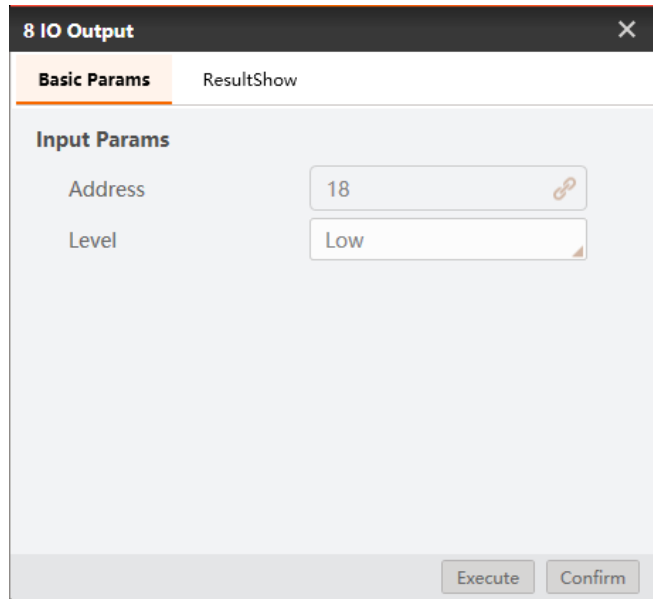 8 IO Output
Basic Params ResultShow
Input Params
Address 18
Level Low
Execute Confirm